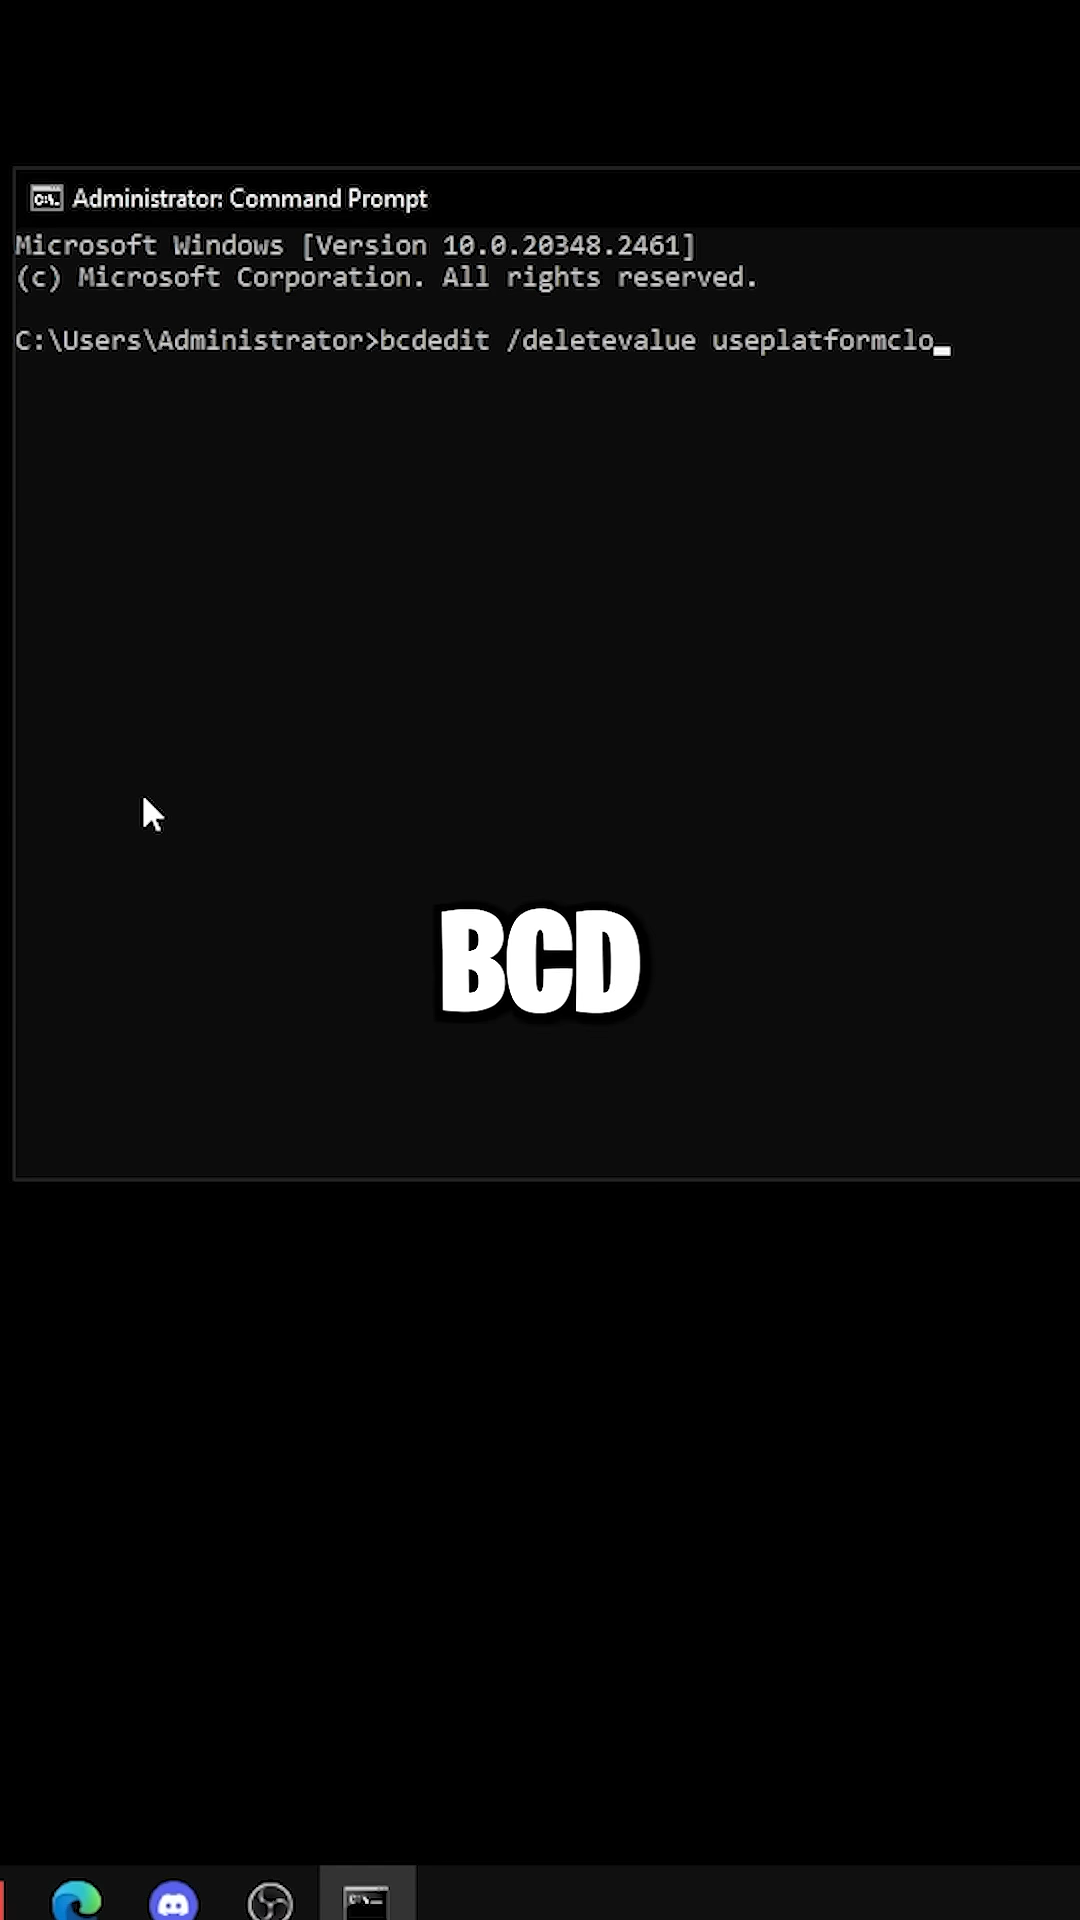 Administrator: Command Prompt
Microsoft Windows [Version 10.0.20348.2461]
(c) Microsoft Corporation. All rights reserved.
C:\Users\Administrator>bcdedit /deletevalue useplatformclo_
BCD